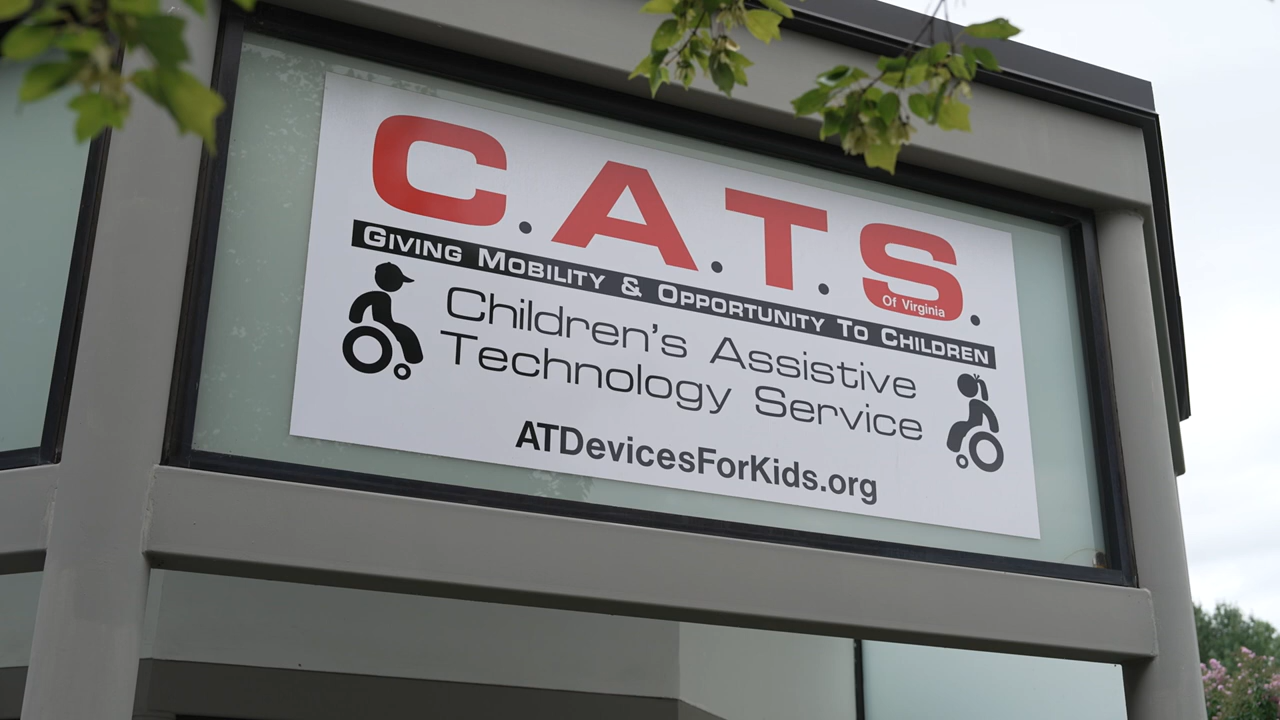 C.A.T.S.
Of Virginia
Giving Mobility & Opportunity To Children
Children's Assistive
Technology Service
ATDevicesForKids.org